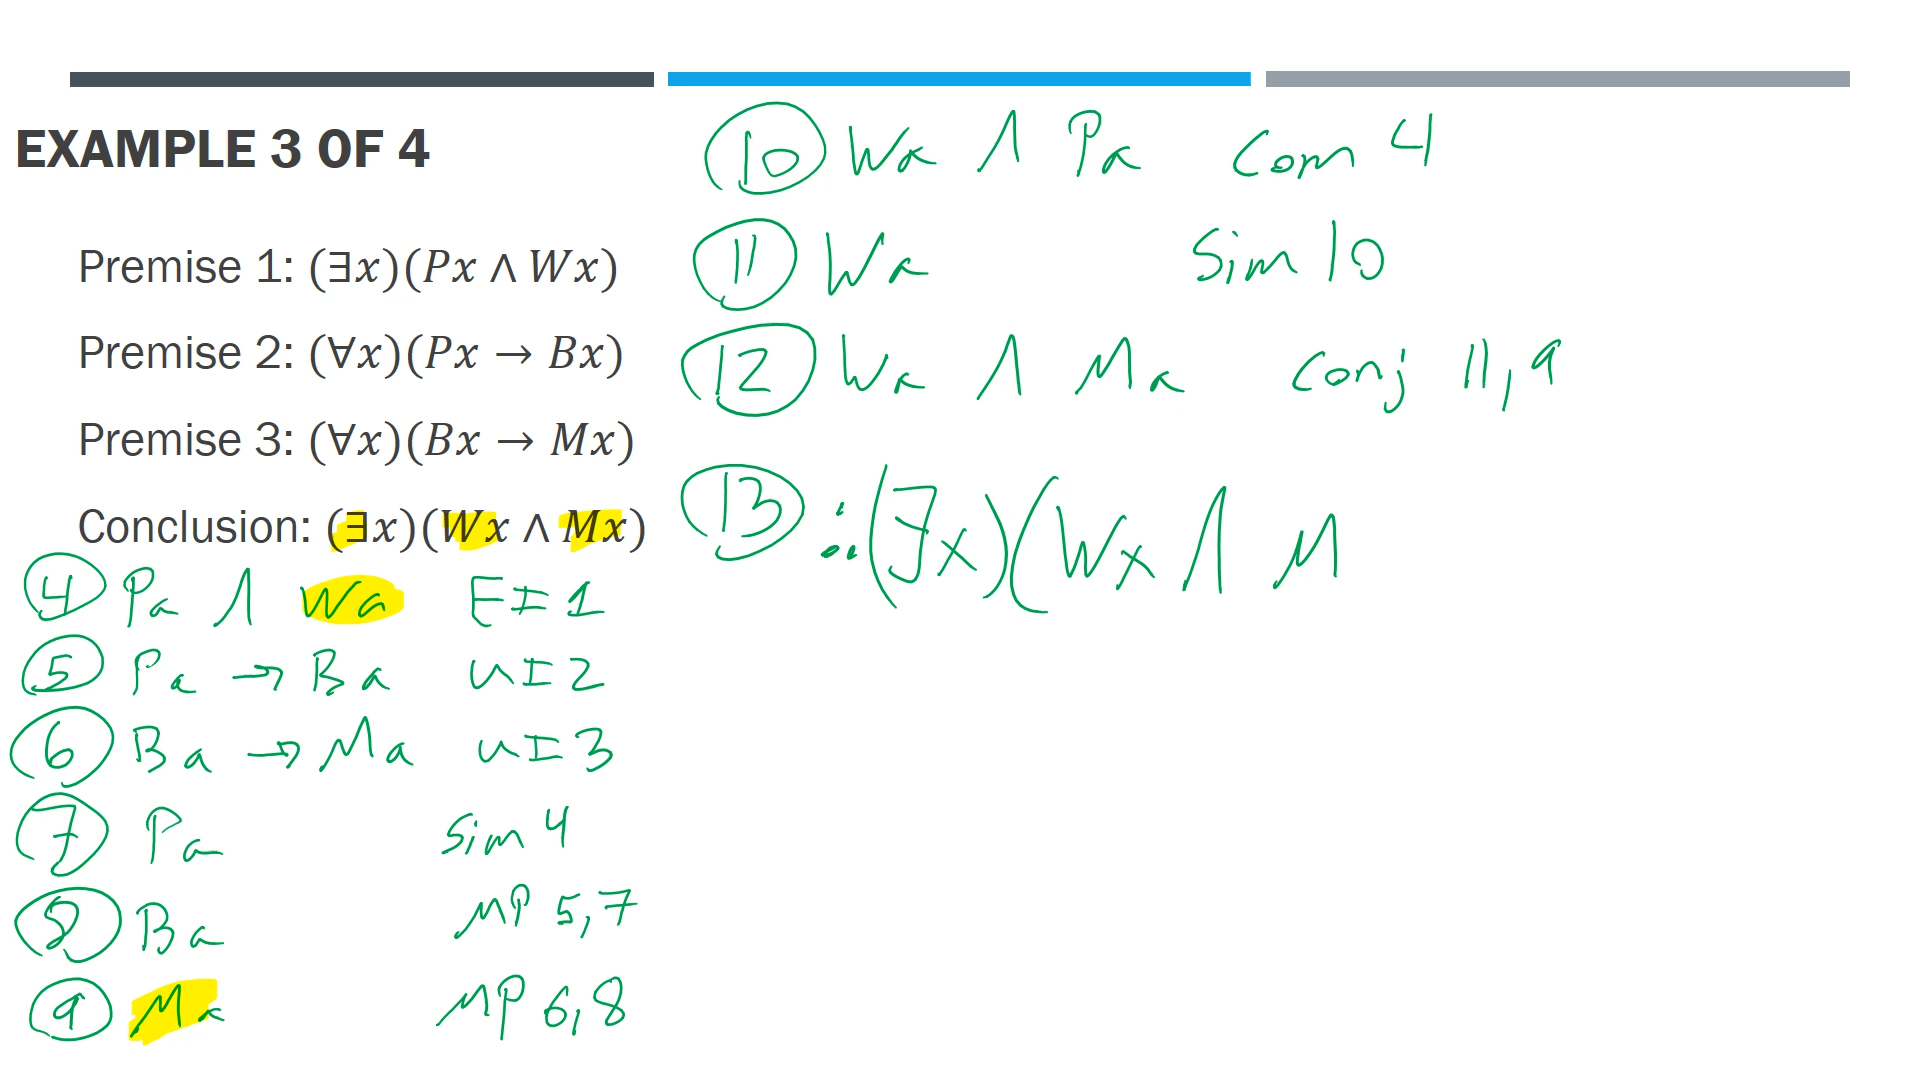 EXAMPLE 3 OF 4
Premise 1: (∃x)(Px ∧ Wx)
Premise 2: (∀x)(Px → Bx)
Premise 3: (∀x)(Bx → Mx)
Conclusion: (∃x)(Wx ∧ Mx)
4 Pa ∧ Wa EI 1
5 Pa → Ba UI 2
6 Ba → Ma UI 3
7 Pa Sim 4
8 Ba MP 5,7
9 Ma MP 6,8
10 Wa ∧ Pa Com 4
11 Wa Sim 10
12 Wa ∧ Ma Conj 11,9
13 ∴ (∃x)(Wx ∧ M